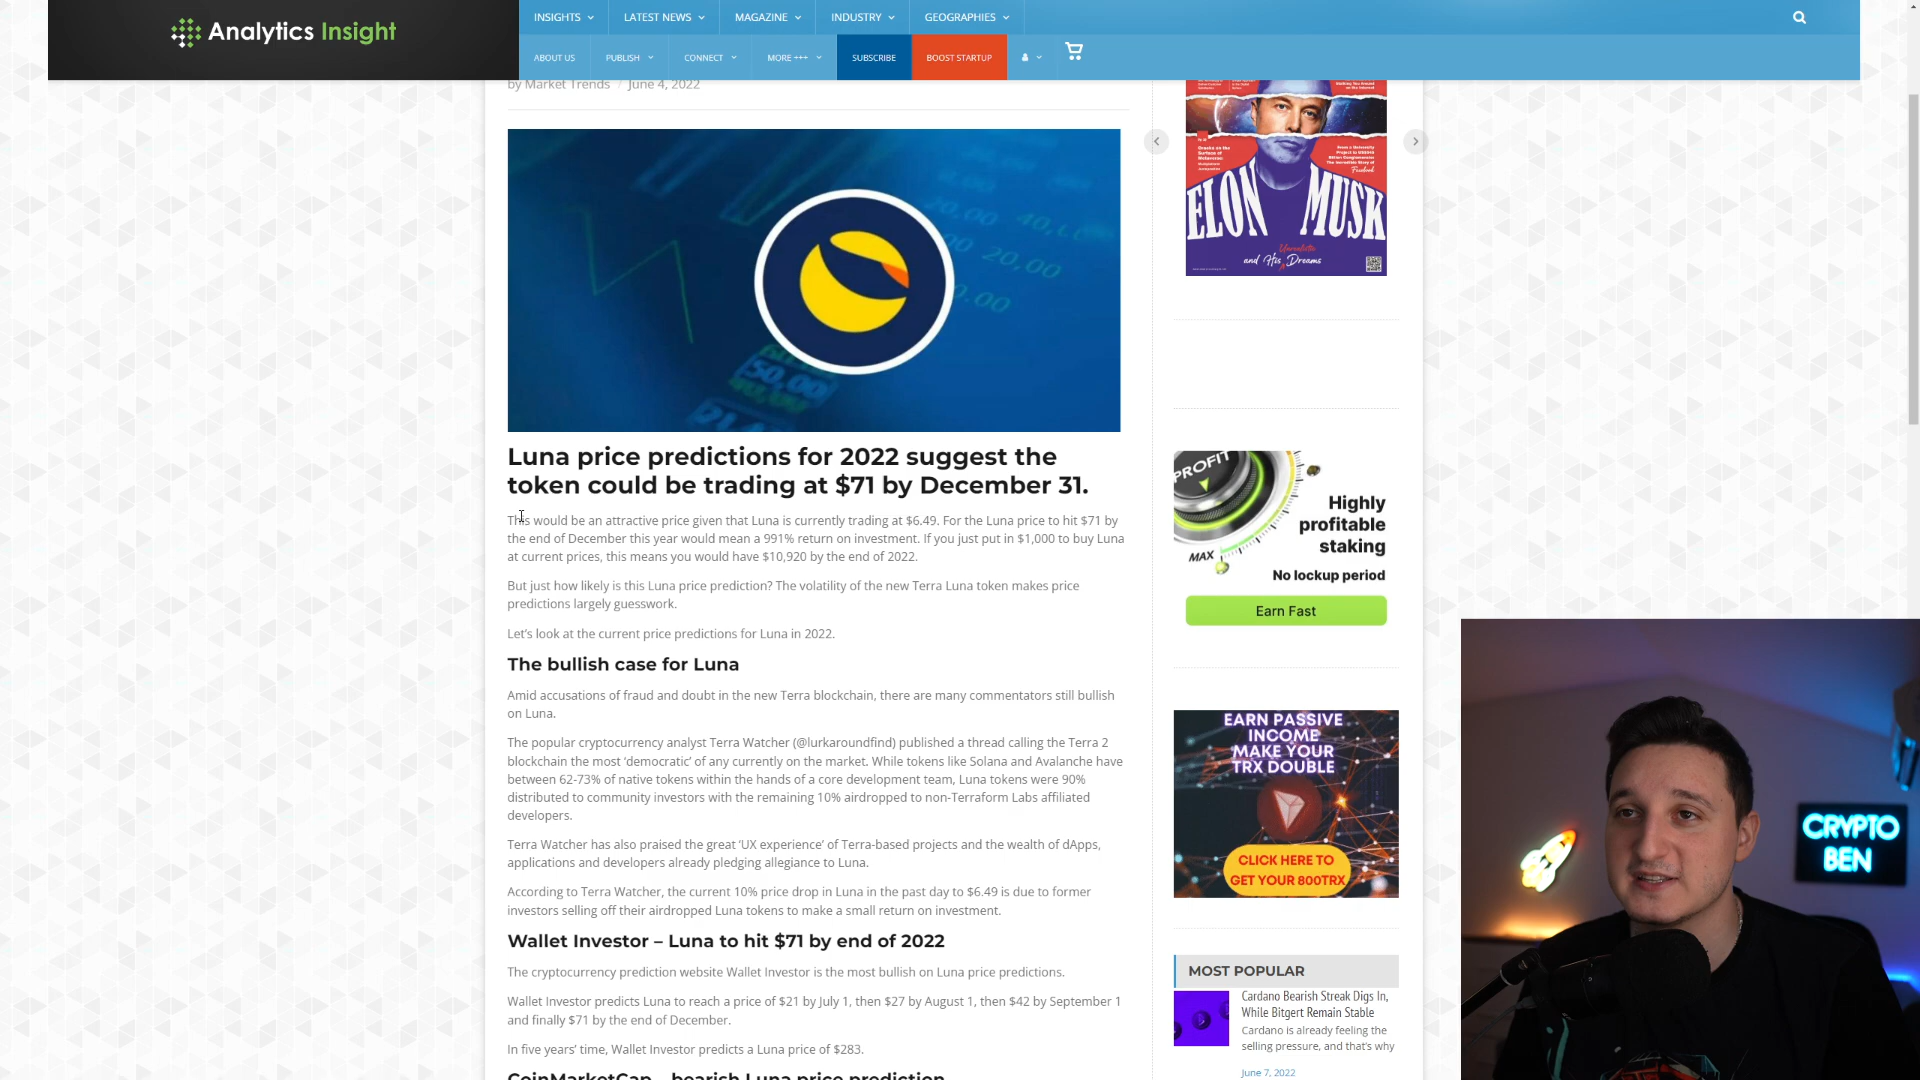 Analytics Insight
INSIGHTS
LATEST NEWS
MAGAZINE
INDUSTRY
GEOGRAPHIES
ABOUT US
PUBLISH
CONNECT
MORE +++
SUBSCRIBE
BOOST STARTUP
by Market Trends / June 4, 2022
Luna price predictions for 2022 suggest the
token could be trading at $71 by December 31.
This would be an attractive price given that Luna is currently trading at $6.49. For the Luna price to hit $71 by
the end of December this year would mean a 991% return on investment. If you just put in $1,000 to buy Luna
at current prices, this means you would have $10,920 by the end of 2022.
But just how likely is this Luna price prediction? The volatility of the new Terra Luna token makes price
predictions largely guesswork.
Let's look at the current price predictions for Luna in 2022.
The bullish case for Luna
Amid accusations of fraud and doubt in the new Terra blockchain, there are many commentators still bullish
on Luna.
The popular cryptocurrency analyst Terra Watcher (@lurkaroundfind) published a thread calling the Terra 2
blockchain the most 'democratic' of any currently on the market. While tokens like Solana and Avalanche have
between 62-73% of native tokens within the hands of a core development team, Luna tokens were 90%
distributed to community investors with the remaining 10% airdropped to non-Terraform Labs affiliated
developers.
Terra Watcher has also praised the great 'UX experience' of Terra-based projects and the wealth of dApps,
applications and developers already pledging allegiance to Luna.
According to Terra Watcher, the current 10% price drop in Luna in the past day to $6.49 is due to former
investors selling off their airdropped Luna tokens to make a small return on investment.
Wallet Investor – Luna to hit $71 by end of 2022
The cryptocurrency prediction website Wallet Investor is the most bullish on Luna price predictions.
Wallet Investor predicts Luna to reach a price of $21 by July 1, then $27 by August 1, then $42 by September 1
and finally $71 by the end of December.
In five years' time, Wallet Investor predicts a Luna price of $283.
CoinMarketCap – bearish Luna price prediction
ELON MUSK
Unrealistic
and His Dreams
PROFIT
MAX
Highly
profitable
staking
No lockup period
Earn Fast
EARN PASSIVE
INCOME
MAKE YOUR
TRX DOUBLE
CLICK HERE TO
GET YOUR 800TRX
MOST POPULAR
Cardano Bearish Streak Digs In,
While Bitgert Remain Stable
Cardano is already feeling the
selling pressure, and that's why
June 7, 2022
CRYPTO
BEN